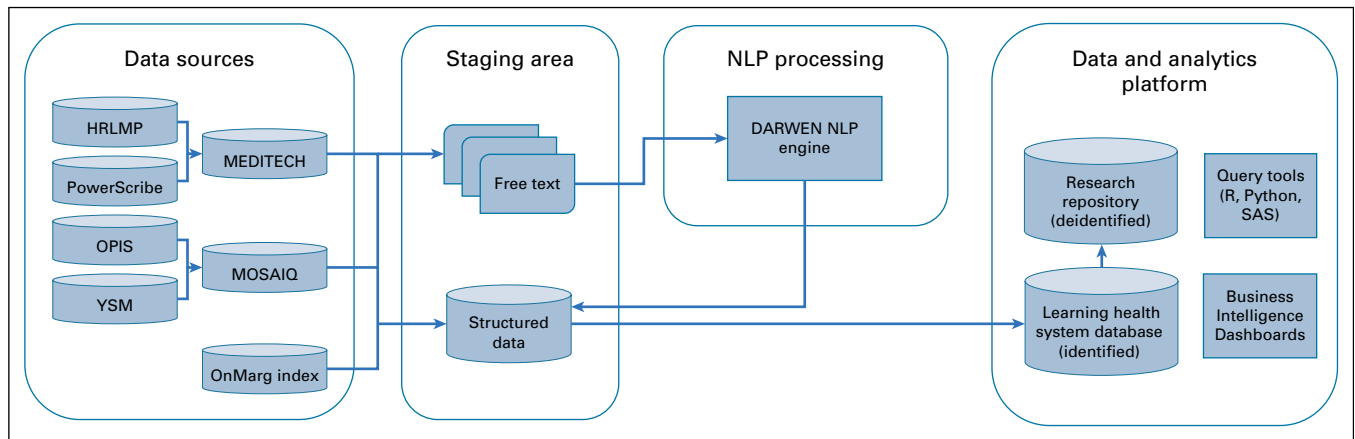 Data sources
HRLMP
PowerScribe
MEDITECH
OPIS
YSM
MOSAIQ
OnMarg index
Staging area
Free text
Structured
data
NLP processing
DARWEN NLP
engine
Data and analytics
platform
Research
repository
(deidentified)
Query tools
(R, Python,
SAS)
Learning health
system database
(identified)
Business
Intelligence
Dashboards